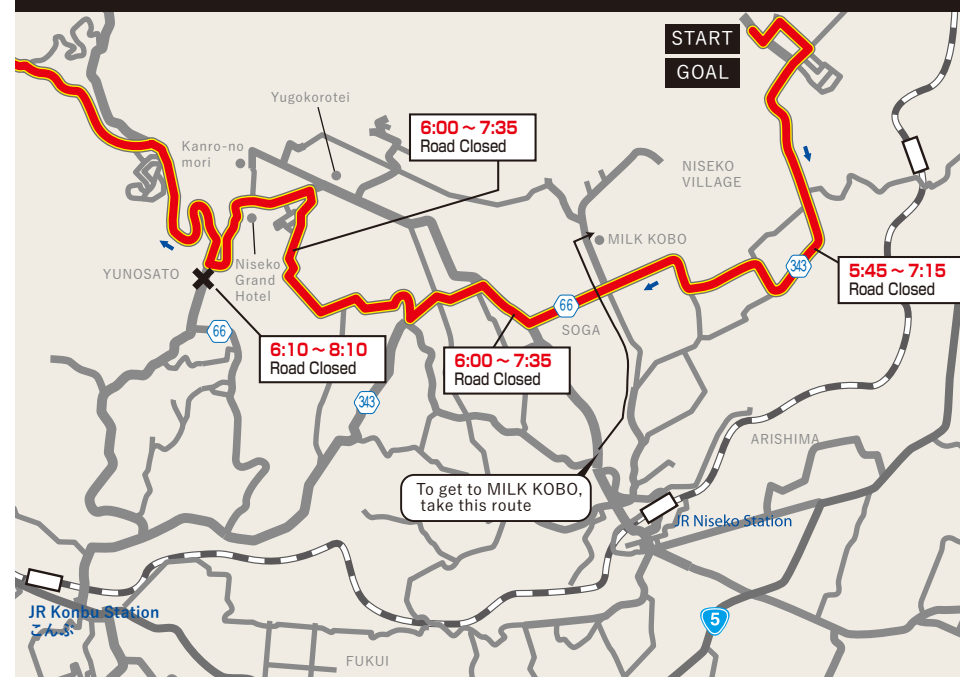 START
GOAL
Yugokorotei
6:00 ~ 7:35
Road Closed
Kanro-no
mori
NISEKO
VILLAGE
MILK KOBO
343
5:45 ~ 7:15
Road Closed
YUNOSATO
Niseko
Grand
Hotel
66
SOGA
66
6:10 ~ 8:10
Road Closed
6:00 ~ 7:35
Road Closed
343
ARISHIMA
To get to MILK KOBO,
take this route
JR Niseko Station
JR Konbu Station
こんぶ
5
FUKUI